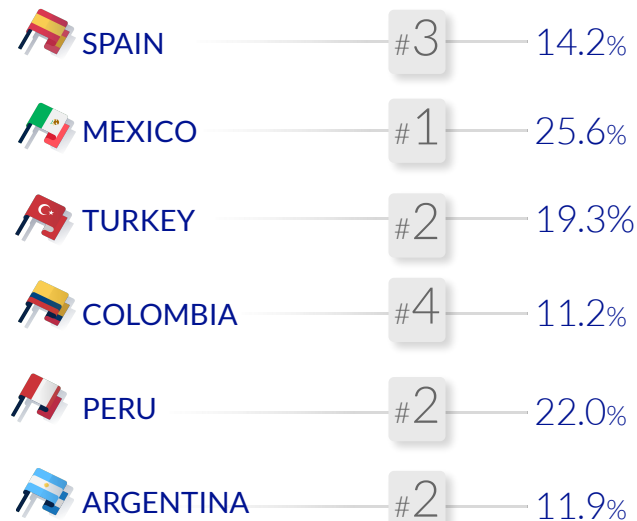 SPAIN #3 14.2%
MEXICO #1 25.6%
TURKEY #2 19.3%
COLOMBIA #4 11.2%
PERU #2 22.0%
ARGENTINA #2 11.9%